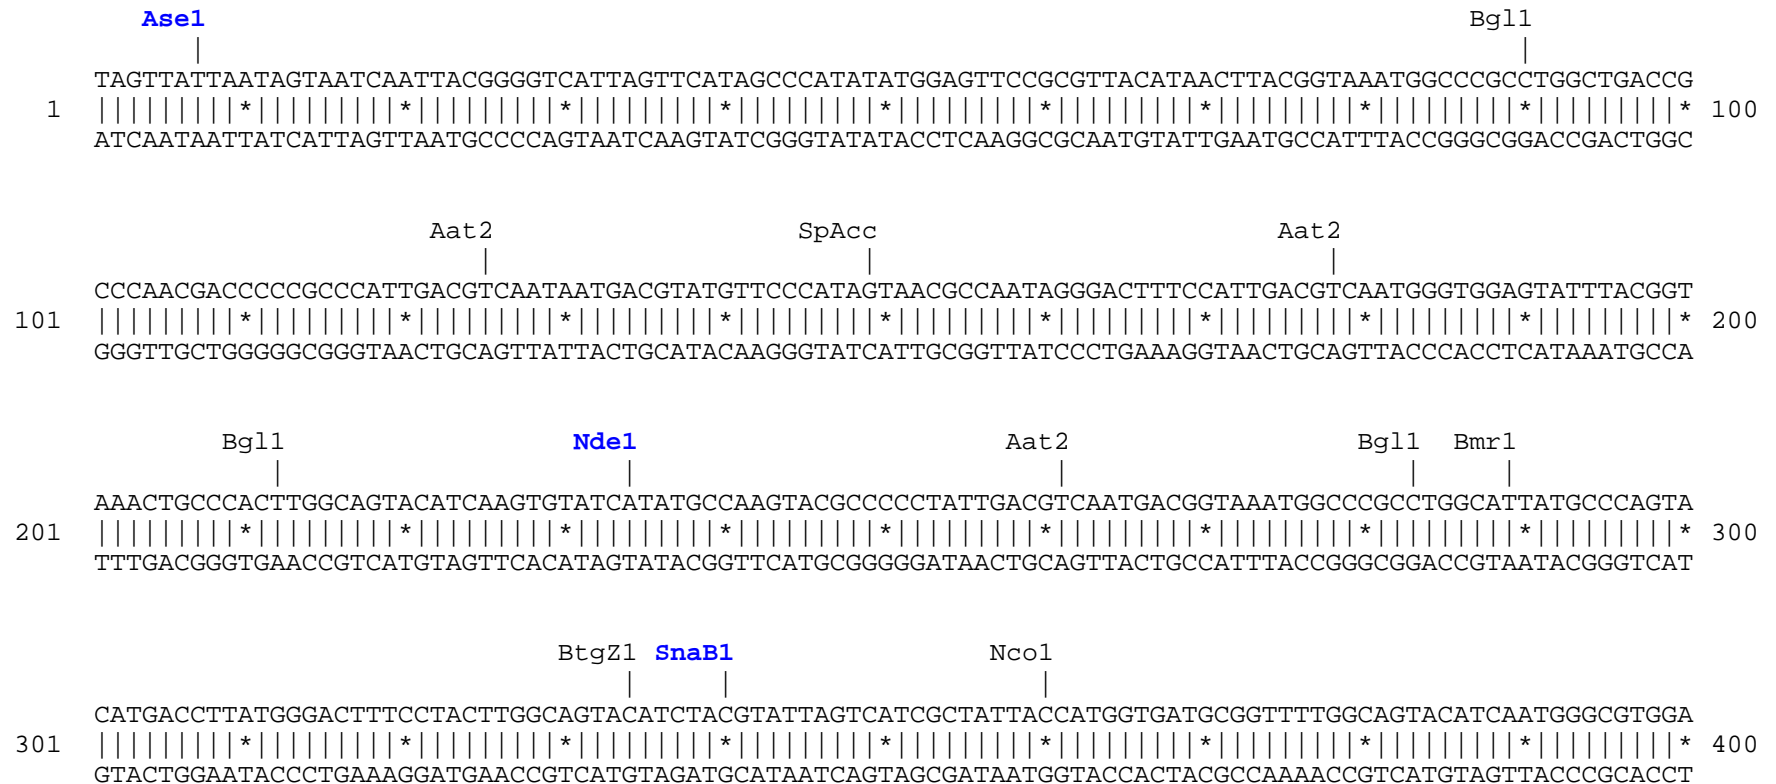 Ase1 Bgl1
| |
TAGTTATTAATAGTAATCAATTACGGGGTCATTAGTTCATAGCCCATATATGGAGTTCCGCGTTACATAACTTACGGTAAATGGCCCGCCTGGCTGACCG
1 |||||||||*|||||||||*|||||||||*|||||||||*|||||||||*|||||||||*|||||||||*|||||||||*|||||||||*|||||||||* 100
ATCAATAATTATCATTAGTTAATGCCCCAGTAATCAAGTATCGGGTATATACCTCAAGGCGCAATGTATTGAATGCCATTTACCGGGCGGACCGACTGGC
Aat2 SpAcc Aat2
| | |
CCCAACGACCCCCGCCCATTGACGTCAATAATGACGTATGTTCCCATAGTAACGCCAATAGGGACTTTCCATTGACGTCAATGGGTGGAGTATTTACGGT
101 |||||||||*|||||||||*|||||||||*|||||||||*|||||||||*|||||||||*|||||||||*|||||||||*|||||||||*|||||||||* 200
GGGTTGCTGGGGGCGGGTAACTGCAGTTATTACTGCATACAAGGGTATCATTGCGGTTATCCCTGAAAGGTAACTGCAGTTACCCACCTCATAAATGCCA
Bgl1 Nde1 Aat2 Bgl1 Bmr1
| | | | |
AAACTGCCCACTTGGCAGTACATCAAGTGTATCATATGCCAAGTACGCCCCCTATTGACGTCAATGACGGTAAATGGCCCGCCTGGCATTATGCCCAGTA
201 |||||||||*|||||||||*|||||||||*|||||||||*|||||||||*|||||||||*|||||||||*|||||||||*|||||||||*|||||||||* 300
TTTGACGGGTGAACCGTCATGTAGTTCACATAGTATACGGTTCATGCGGGGGATAACTGCAGTTACTGCCATTTACCGGGCGGACCGTAATACGGGTCAT
BtgZ1 SnaB1 Nco1
| | |
CATGACCTTATGGGACTTTCCTACTTGGCAGTACATCTACGTATTAGTCATCGCTATTACCATGGTGATGCGGTTTTGGCAGTACATCAATGGGCGTGGA
301 |||||||||*|||||||||*|||||||||*|||||||||*|||||||||*|||||||||*|||||||||*|||||||||*|||||||||*|||||||||* 400
GTACTGGAATACCCTGAAAGGATGAACCGTCATGTAGATGCATAATCAGTAGCGATAATGGTACCACTACGCCAAAACCGTCATGTAGTTACCCGCACCT